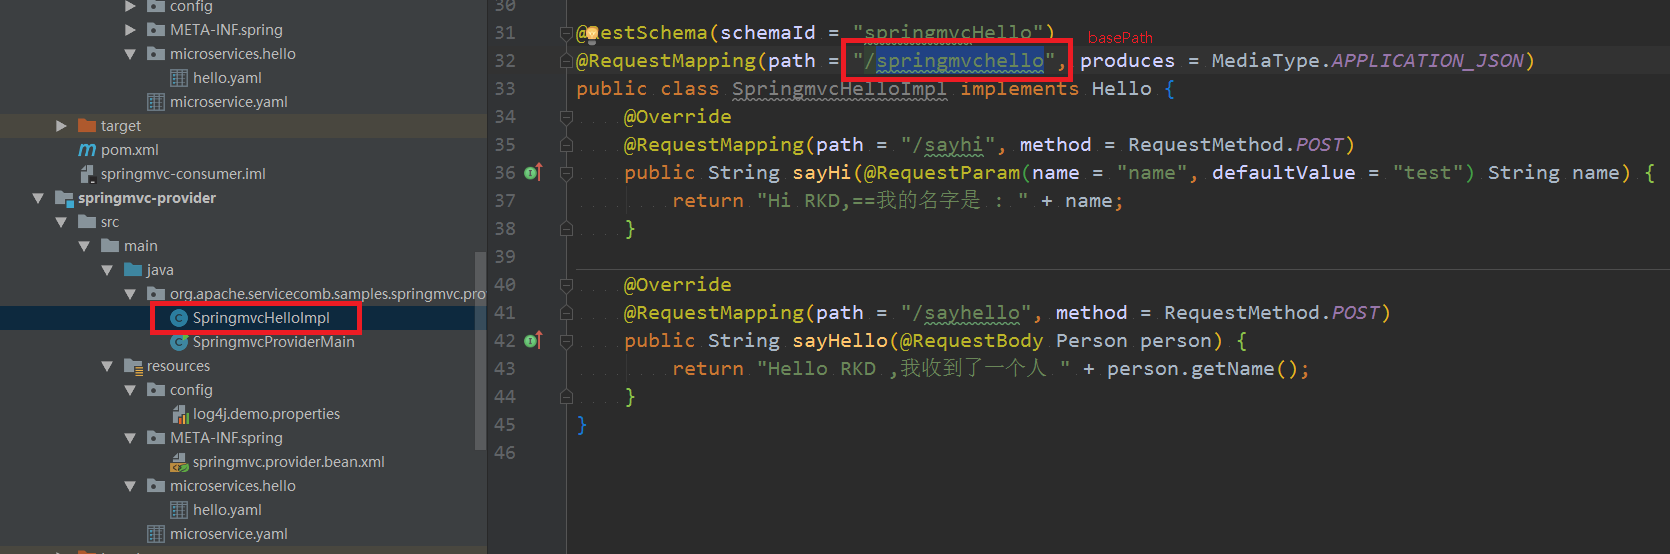 config
META-INF.spring
microservices.hello
hello.yaml
microservice.yaml
target
pom.xml
springmvc-consumer.iml
springmvc-provider
src
main
java
org.apache.servicecomb.samples.springmvc.pro
SpringmvcHelloImpl
SpringmvcProviderMain
resources
config
log4j.demo.properties
META-INF.spring
springmvc.provider.bean.xml
microservices.hello
hello.yaml
microservice.yaml
30
31 @RestSchema(schemaId = "springmvcHello")
basePath
32 @RequestMapping(path = "/springmvchello", produces = MediaType.APPLICATION_JSON)
33 public class SpringmvcHelloImpl implements Hello {
34 @Override
35 @RequestMapping(path = "/sayhi", method = RequestMethod.POST)
36 public String sayHi(@RequestParam(name = "name", defaultValue = "test") String name) {
37 return "Hi RKD,==我的名字是 : " + name;
38 }
39
40 @Override
41 @RequestMapping(path = "/sayhello", method = RequestMethod.POST)
42 public String sayHello(@RequestBody Person person) {
43 return "Hello RKD ,我收到了一个人 " + person.getName();
44 }
45 }
46